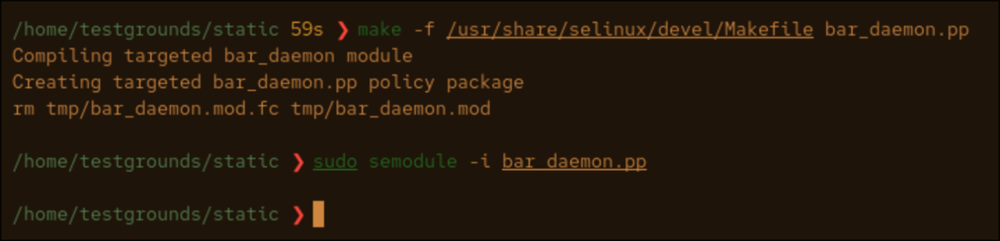 /home/testgrounds/static 59s ❯ make -f /usr/share/selinux/devel/Makefile bar_daemon.pp
Compiling targeted bar_daemon module
Creating targeted bar_daemon.pp policy package
rm tmp/bar_daemon.mod.fc tmp/bar_daemon.mod
/home/testgrounds/static ❯ sudo semodule -i bar_daemon.pp
/home/testgrounds/static ❯